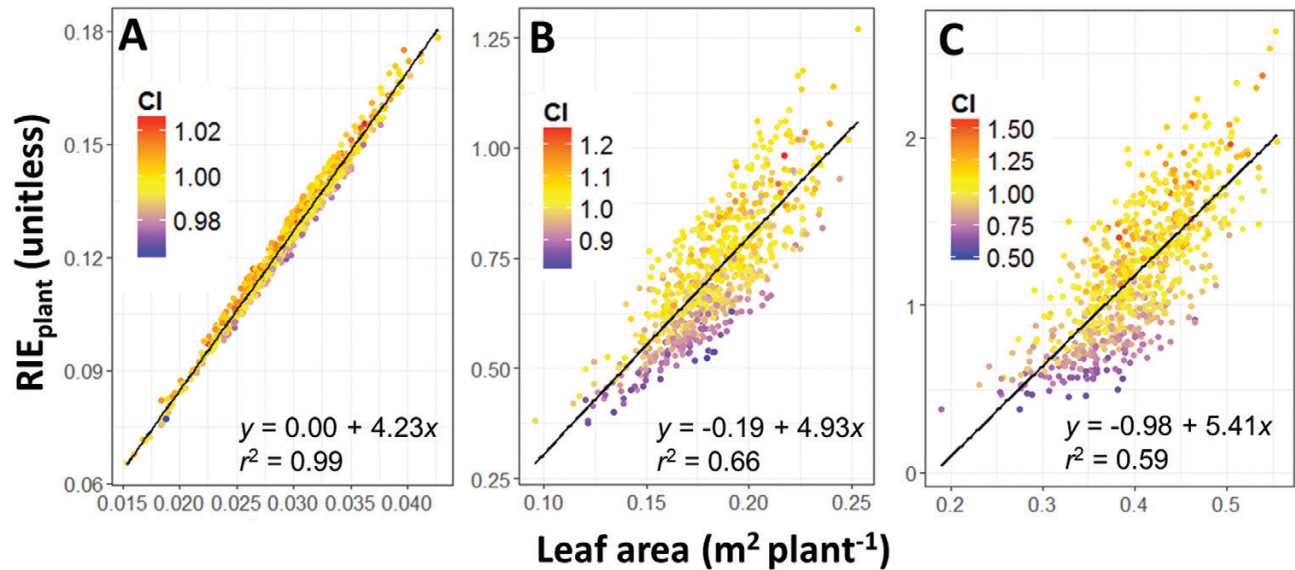 A
B
C
RIEplant (unitless)
0.18
0.15
0.12
0.09
0.06
CI
1.02
1.00
0.98
y = 0.00 + 4.23x
r² = 0.99
0.015 0.020 0.025 0.030 0.035 0.040
1.25
1.00
0.75
0.50
0.25
CI
1.2
1.1
1.0
0.9
y = -0.19 + 4.93x
r² = 0.66
0.10 0.15 0.20 0.25
2
1
0
CI
1.50
1.25
1.00
0.75
0.50
y = -0.98 + 5.41x
r² = 0.59
0.2 0.3 0.4 0.5
Leaf area (m² plant⁻¹)